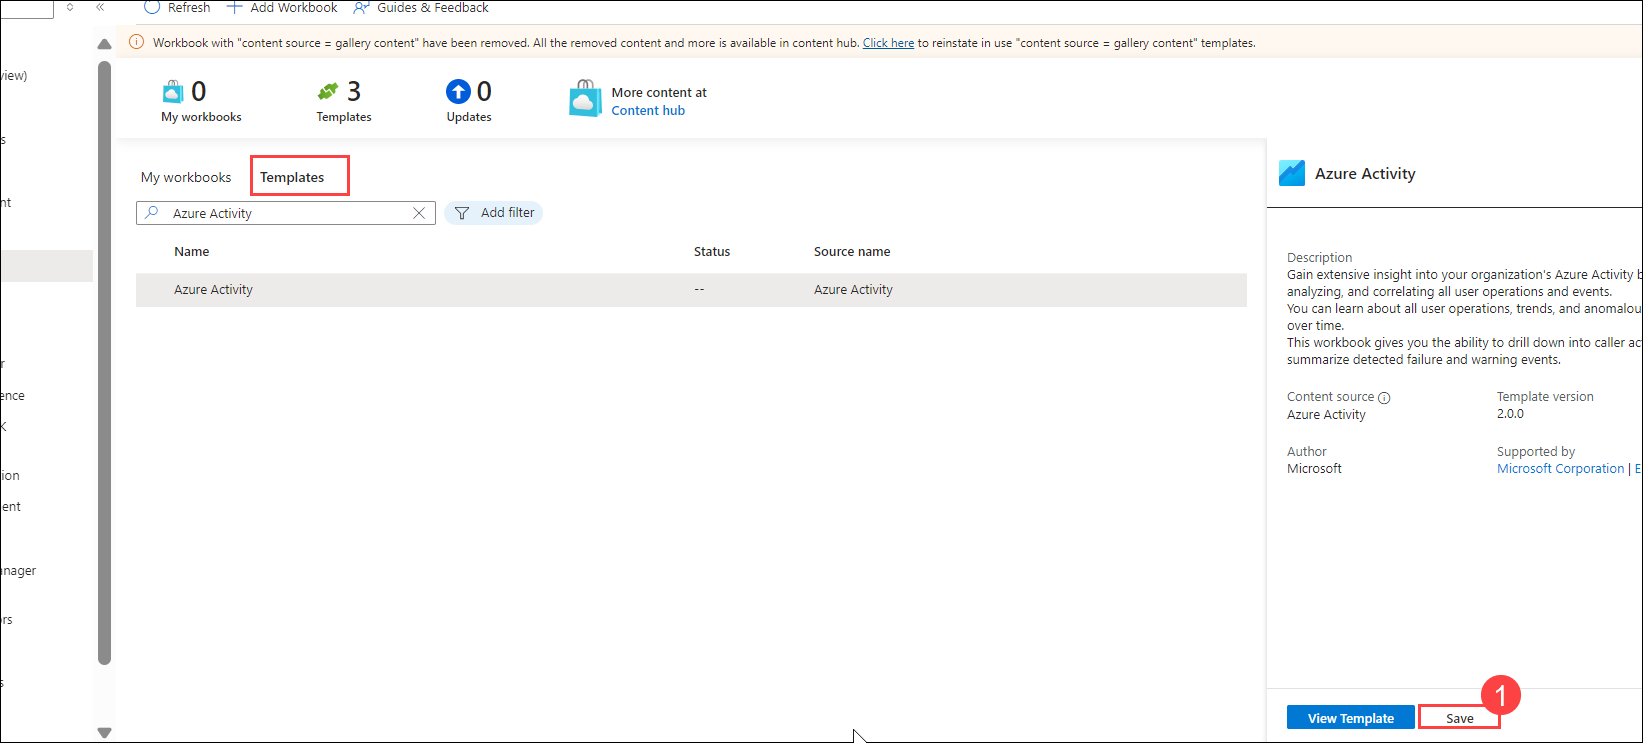 Refresh Add Workbook Guides & Feedback
Workbook with "content source = gallery content" have been removed. All the removed content and more is available in content hub. Click here to reinstate in use "content source = gallery content" templates.
view)
0
My workbooks
3
Templates
0
Updates
More content at
Content hub
s
nt
r
ence
K
ion
ent
nager
ors
s
My workbooks Templates
Azure Activity
Add filter
Name Status Source name
Azure Activity -- Azure Activity
Azure Activity
Description
Gain extensive insight into your organization's Azure Activity b
analyzing, and correlating all user operations and events.
You can learn about all user operations, trends, and anomalou
over time.
This workbook gives you the ability to drill down into caller ac
summarize detected failure and warning events.
Content source Template version
Azure Activity 2.0.0
Author Supported by
Microsoft Microsoft Corporation | E
1
View Template Save